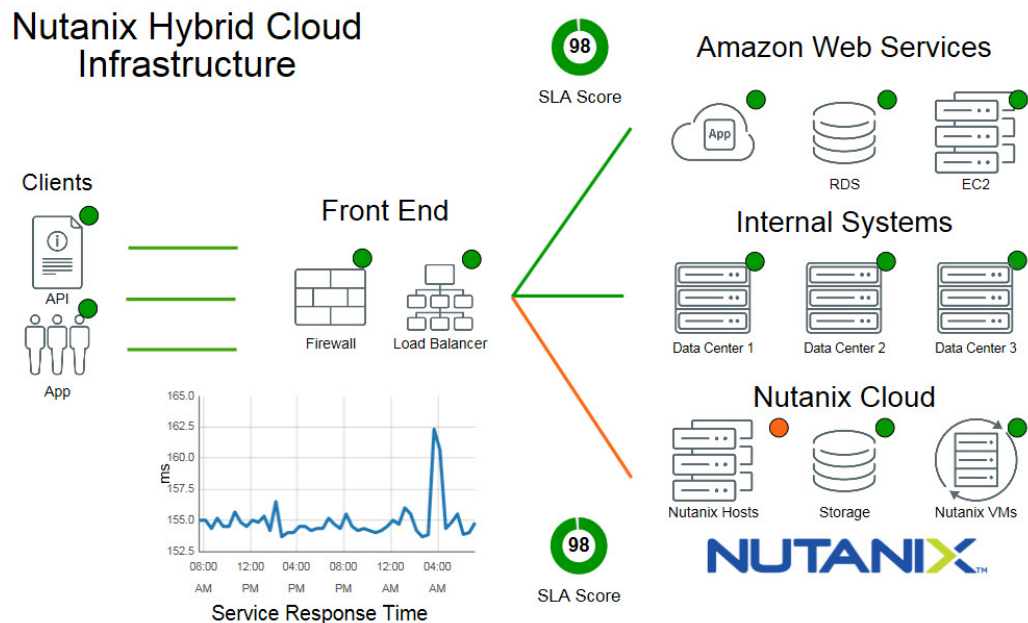 Nutanix Hybrid Cloud
Infrastructure
98
SLA Score
Amazon Web Services
App
RDS
EC2
Clients
API
App
Front End
Firewall
Load Balancer
Internal Systems
Data Center 1
Data Center 2
Data Center 3
Nutanix Cloud
Nutanix Hosts
Storage
Nutanix VMs
NUTANIX™
165.0
162.5
160.0
157.5
155.0
152.5
ms
08:00 AM
12:00 PM
04:00 PM
08:00 PM
12:00 AM
04:00 AM
Service Response Time
98
SLA Score